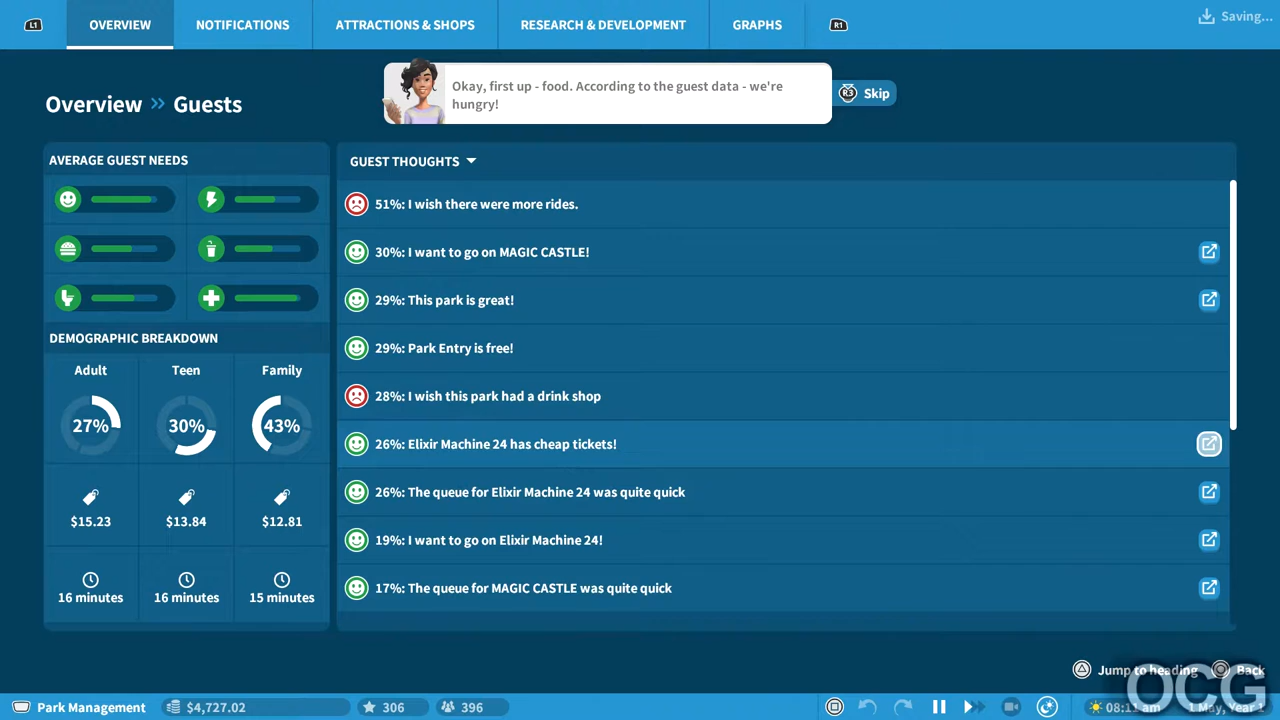 L1
OVERVIEW
NOTIFICATIONS
ATTRACTIONS & SHOPS
RESEARCH & DEVELOPMENT
GRAPHS
R1
Saving...
Okay, first up - food. According to the guest data - we're
hungry!
R3
Skip
Overview » Guests
AVERAGE GUEST NEEDS
DEMOGRAPHIC BREAKDOWN
Adult
Teen
Family
27%
30%
43%
$15.23
$13.84
$12.81
16 minutes
16 minutes
15 minutes
GUEST THOUGHTS
51%: I wish there were more rides.
30%: I want to go on MAGIC CASTLE!
29%: This park is great!
29%: Park Entry is free!
28%: I wish this park had a drink shop
26%: Elixir Machine 24 has cheap tickets!
26%: The queue for Elixir Machine 24 was quite quick
19%: I want to go on Elixir Machine 24!
17%: The queue for MAGIC CASTLE was quite quick
Jump to heading
Back
OCG
Park Management
$4,727.02
306
396
08:11 am
1 May, Year 1